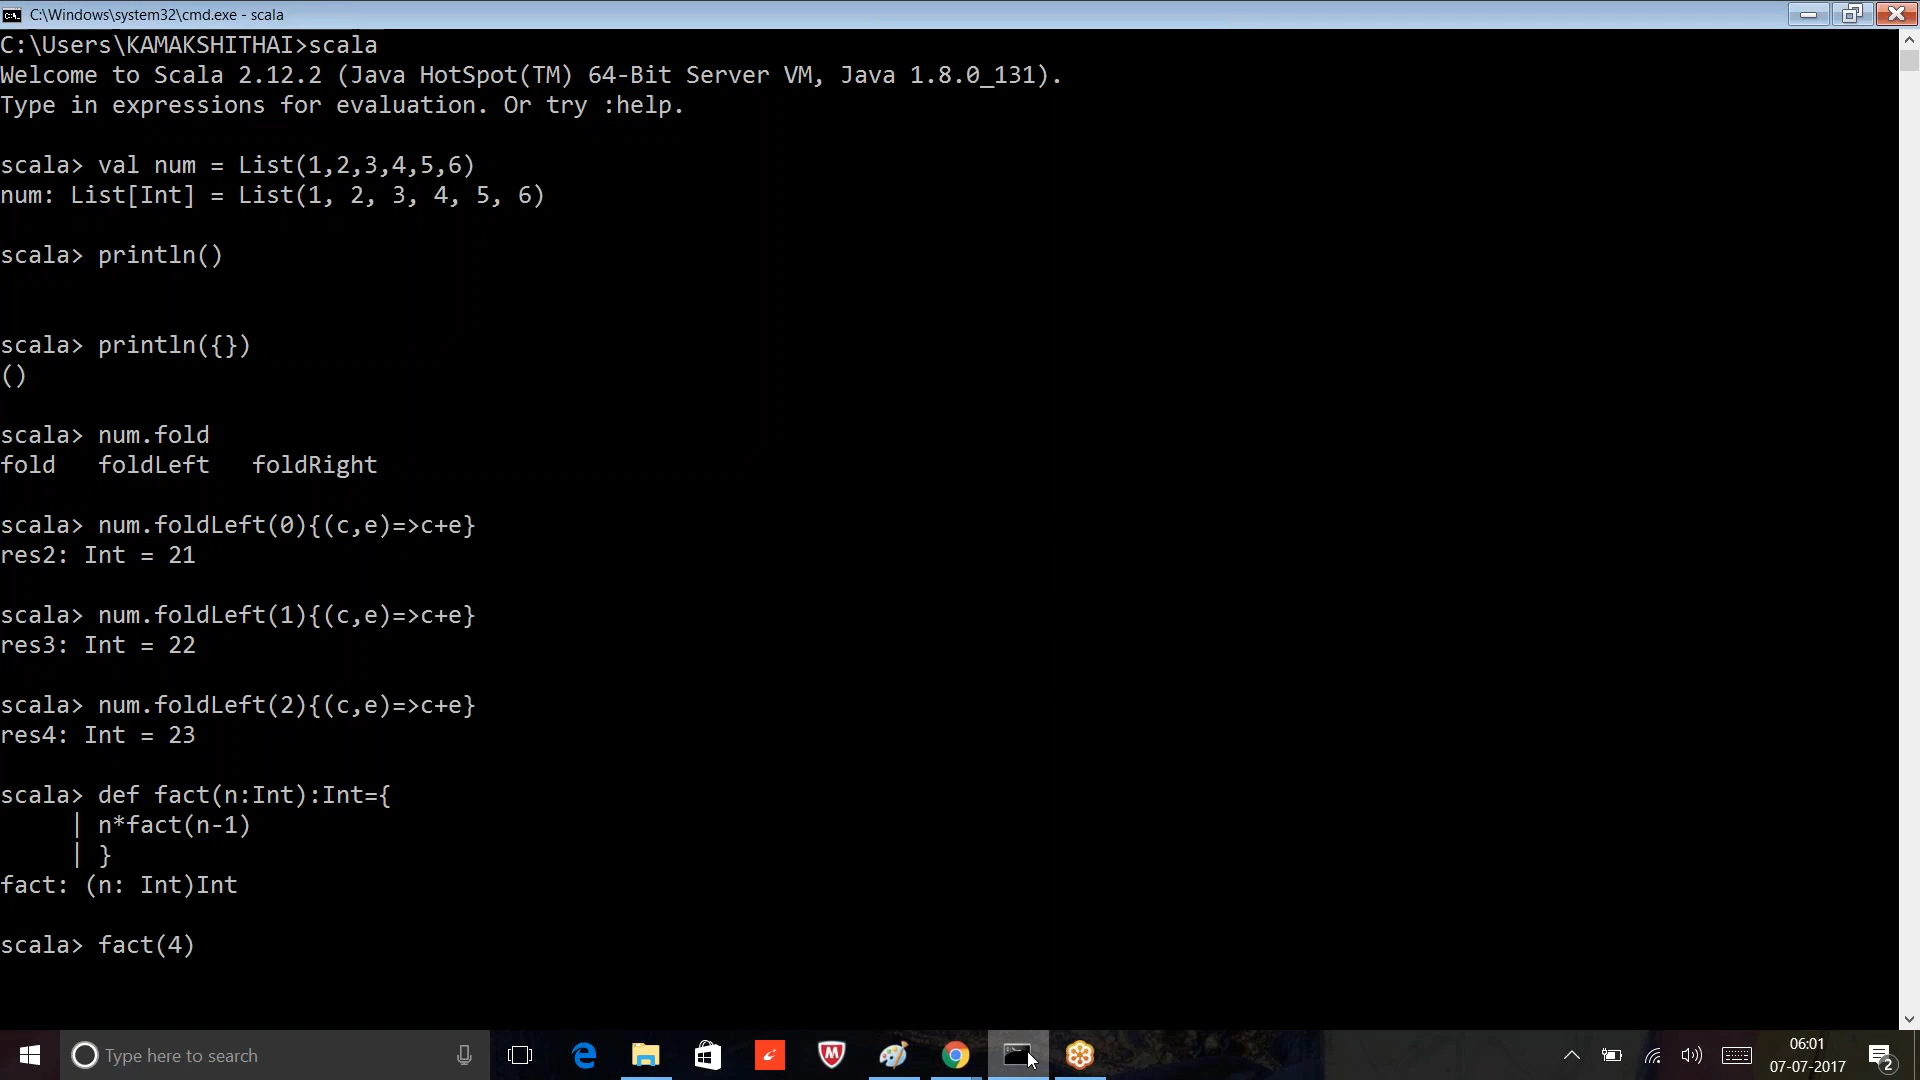 C:\Windows\system32\cmd.exe - scala
C:\Users\KAMAKSHITHAI>scala
Welcome to Scala 2.12.2 (Java HotSpot(TM) 64-Bit Server VM, Java 1.8.0_131).
Type in expressions for evaluation. Or try :help.
scala> val num = List(1,2,3,4,5,6)
num: List[Int] = List(1, 2, 3, 4, 5, 6)
scala> println()
scala> println({})
()
scala> num.fold
fold   foldLeft   foldRight
scala> num.foldLeft(0){(c,e)=>c+e}
res2: Int = 21
scala> num.foldLeft(1){(c,e)=>c+e}
res3: Int = 22
scala> num.foldLeft(2){(c,e)=>c+e}
res4: Int = 23
scala> def fact(n:Int):Int={
     | n*fact(n-1)
     | }
fact: (n: Int)Int
scala> fact(4)
Type here to search
06:01
07-07-2017
2